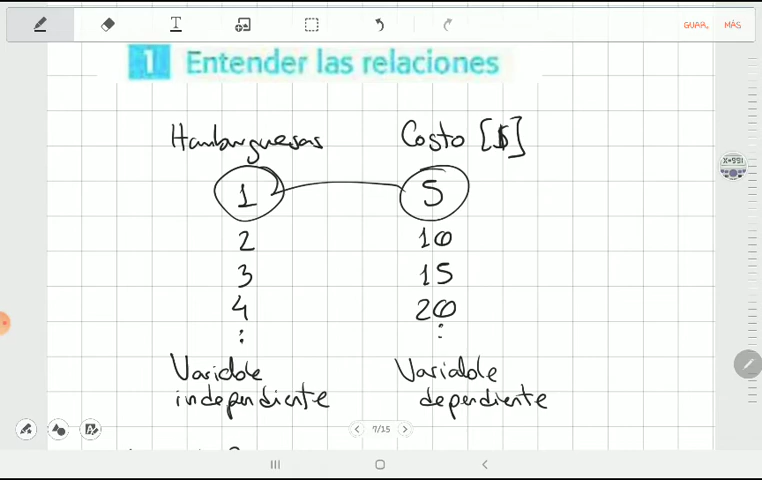 GUAR. MÁS
1 Entender las relaciones
Hamburguesas Costo [$]
1 5
2 10
3 15
4 20
: :
Variable Variable
independiente dependiente
7/15